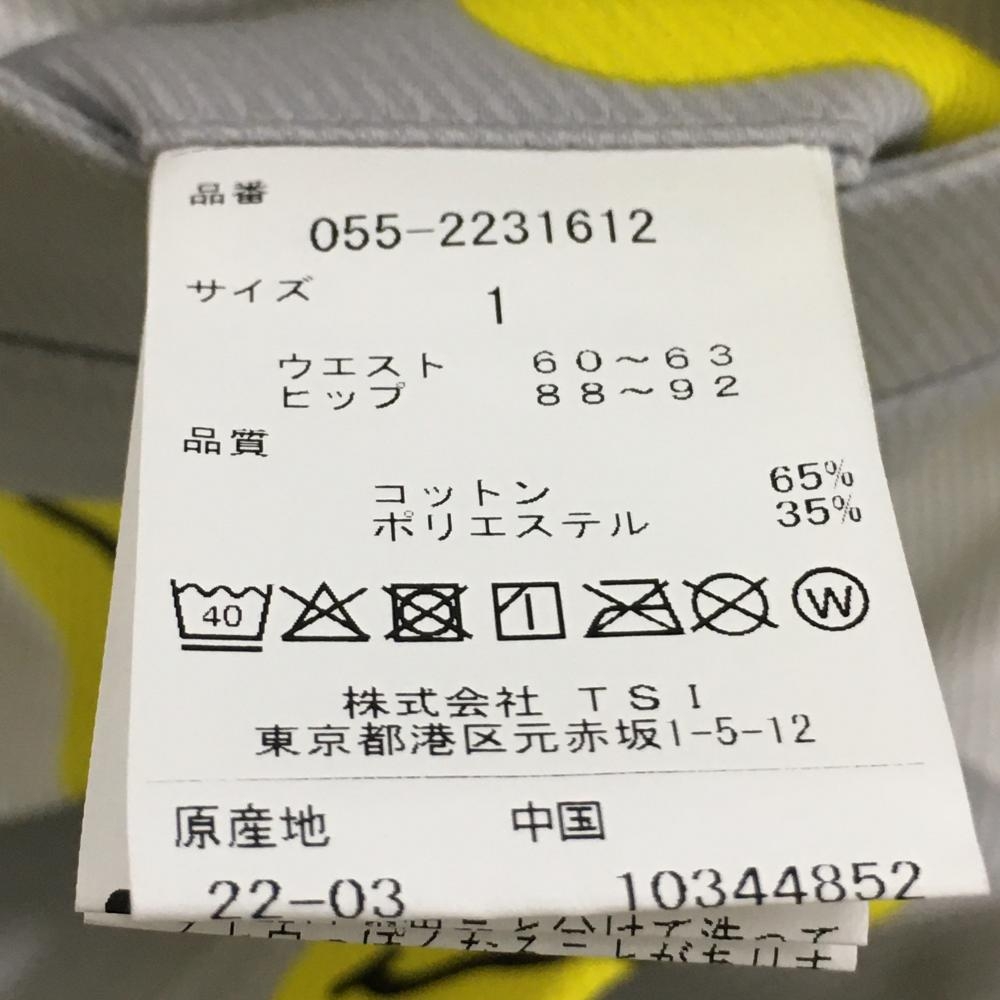 品番
055-2231612
サイズ
1
ウエスト 60～63
ヒップ 88～92
品質
コットン 65%
ポリエステル 35%
40
W
株式会社 TSI
東京都港区元赤坂1-5-12
原産地 中国
22-03 10344852